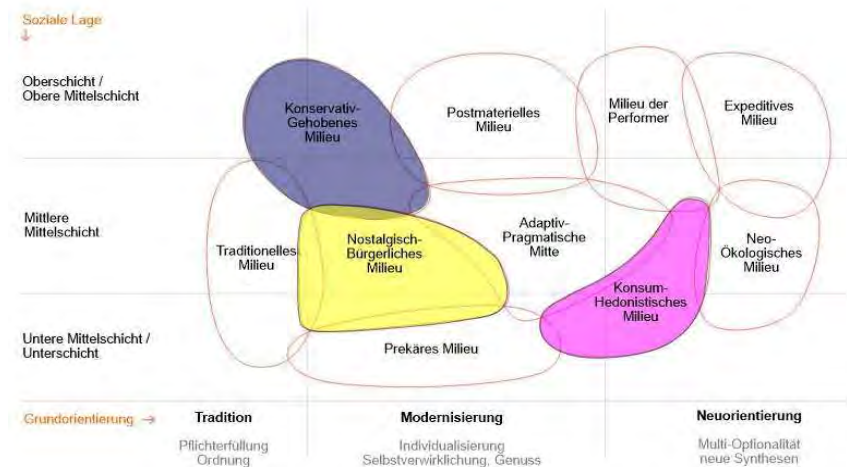 Soziale Lage
↓
Oberschicht /
Obere Mittelschicht
Konservativ-
Gehobenes
Milieu
Postmaterielles
Milieu
Milieu der
Performer
Expeditives
Milieu
Mittlere
Mittelschicht
Traditionelles
Milieu
Nostalgisch-
Bürgerliches
Milieu
Adaptiv-
Pragmatische
Mitte
Konsum-
Hedonistisches
Milieu
Neo-
Ökologisches
Milieu
Untere Mittelschicht /
Unterschicht
Prekäres Milieu
Grundorientierung →
Tradition
Pflichterfüllung
Ordnung
Modernisierung
Individualisierung
Selbstverwirklichung, Genuss
Neuorientierung
Multi-Optionalität
neue Synthesen